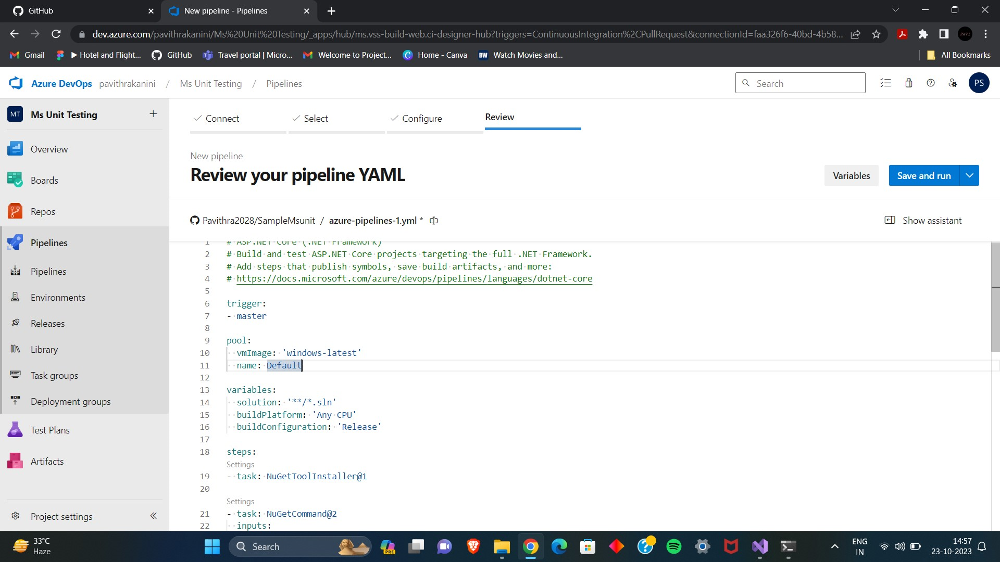 GitHub
New pipeline - Pipelines
dev.azure.com/pavithrakanini/Ms%20Unit%20Testing/_apps/hub/ms.vss-build-web.ci-designer-hub?triggers=ContinuousIntegration%2CPullRequest&connectionId=faa326f6-40bd-4b58...
PAVI
Gmail
Hotel and Flight...
GitHub
Travel portal | Micro...
Welcome to Project...
Home - Canva
BW Watch Movies and...
All Bookmarks
Azure DevOps pavithrakanini / Ms Unit Testing / Pipelines
Search
PS
MT Ms Unit Testing +
Overview
Boards
Repos
Pipelines
Pipelines
Environments
Releases
Library
Task groups
Deployment groups
Test Plans
Artifacts
Project settings
Connect
Select
Configure
Review
New pipeline
Review your pipeline YAML
Variables
Save and run
Pavithra2028/SampleMsunit / azure-pipelines-1.yml *
Show assistant
1 # ASP.NET Core (.NET Framework)
2 # Build and test ASP.NET Core projects targeting the full .NET Framework.
3 # Add steps that publish symbols, save build artifacts, and more:
4 # https://docs.microsoft.com/azure/devops/pipelines/languages/dotnet-core
5
6 trigger:
7 - master
8
9 pool:
10 vmImage: 'windows-latest'
11 name: Default
12
13 variables:
14 solution: '**/*.sln'
15 buildPlatform: 'Any CPU'
16 buildConfiguration: 'Release'
17
18 steps:
Settings
19 - task: NuGetToolInstaller@1
20
Settings
21 - task: NuGetCommand@2
22 inputs:
33°C
Haze
Search
PRE
ENG
IN
14:57
23-10-2023